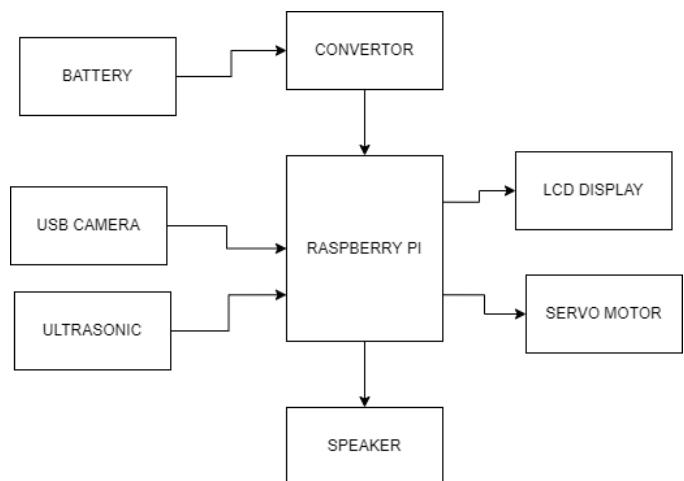 CONVERTOR
BATTERY
LCD DISPLAY
USB CAMERA
RASPBERRY PI
SERVO MOTOR
ULTRASONIC
SPEAKER